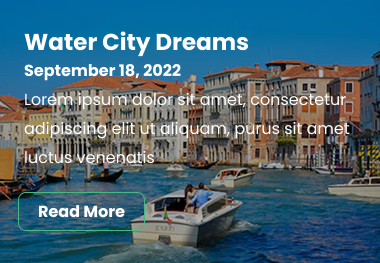 Water City Dreams
September 18, 2022
Lorem ipsum dolor sit amet, consectetur
adipiscing elit ut aliquam, purus sit amet
luctus venenatis
Read More